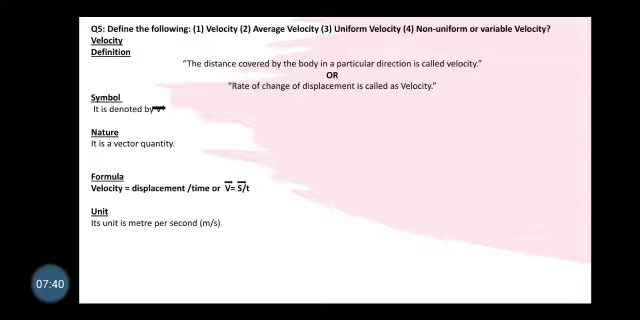 Q5: Define the following: (1) Velocity (2) Average Velocity (3) Uniform Velocity (4) Non-uniform or variable Velocity?
Velocity
Definition
“The distance covered by the body in a particular direction is called velocity.”
OR
“Rate of change of displacement is called as Velocity.”
Symbol
It is denoted by
Nature
It is a vector quantity.
Formula
Velocity = displacement /time or V= S/t
Unit
Its unit is metre per second (m/s).
07:40